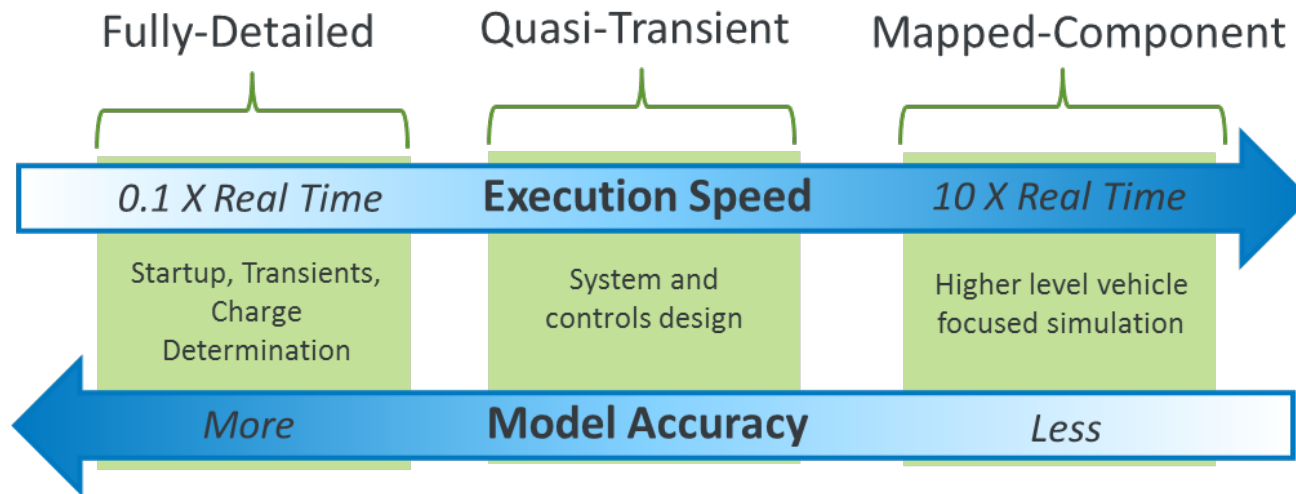 Fully-Detailed
Quasi-Transient
Mapped-Component
0.1 X Real Time
Execution Speed
10 X Real Time
Startup, Transients,
Charge
Determination
System and
controls design
Higher level vehicle
focused simulation
More
Model Accuracy
Less